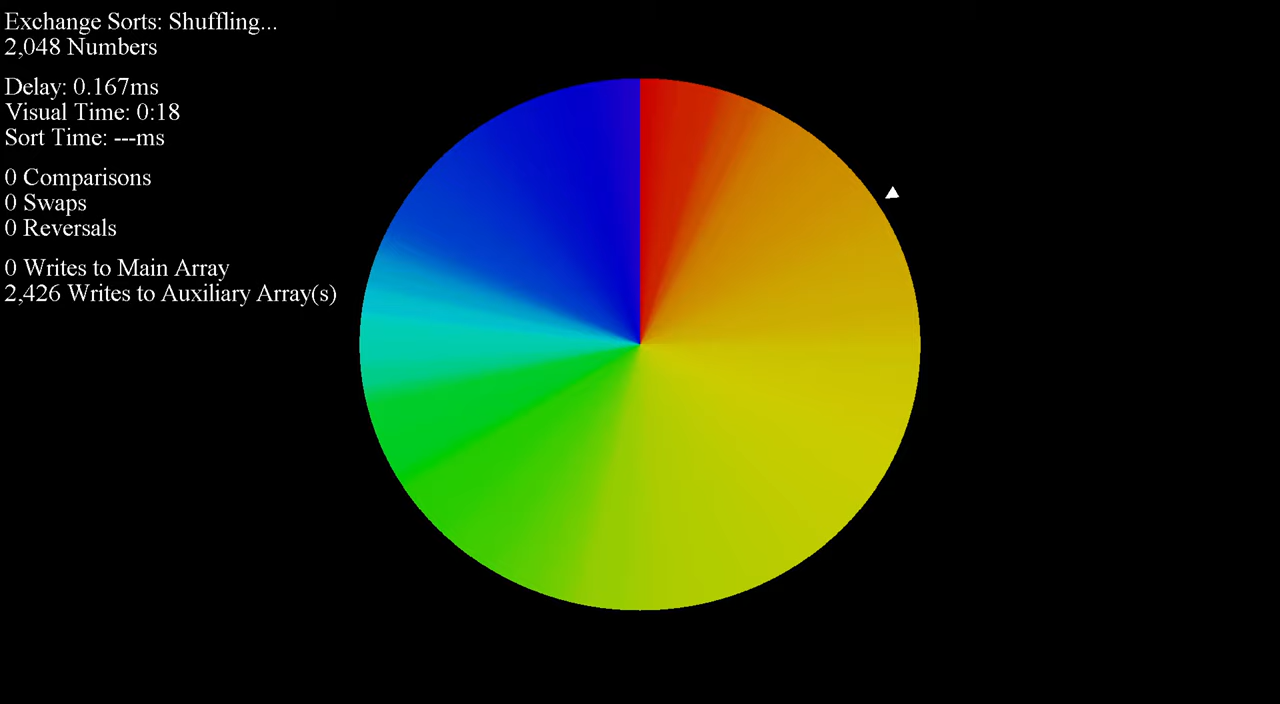 Exchange Sorts: Shuffling...
2,048 Numbers
Delay: 0.167ms
Visual Time: 0:18
Sort Time: ---ms
0 Comparisons
0 Swaps
0 Reversals
0 Writes to Main Array
2,426 Writes to Auxiliary Array(s)